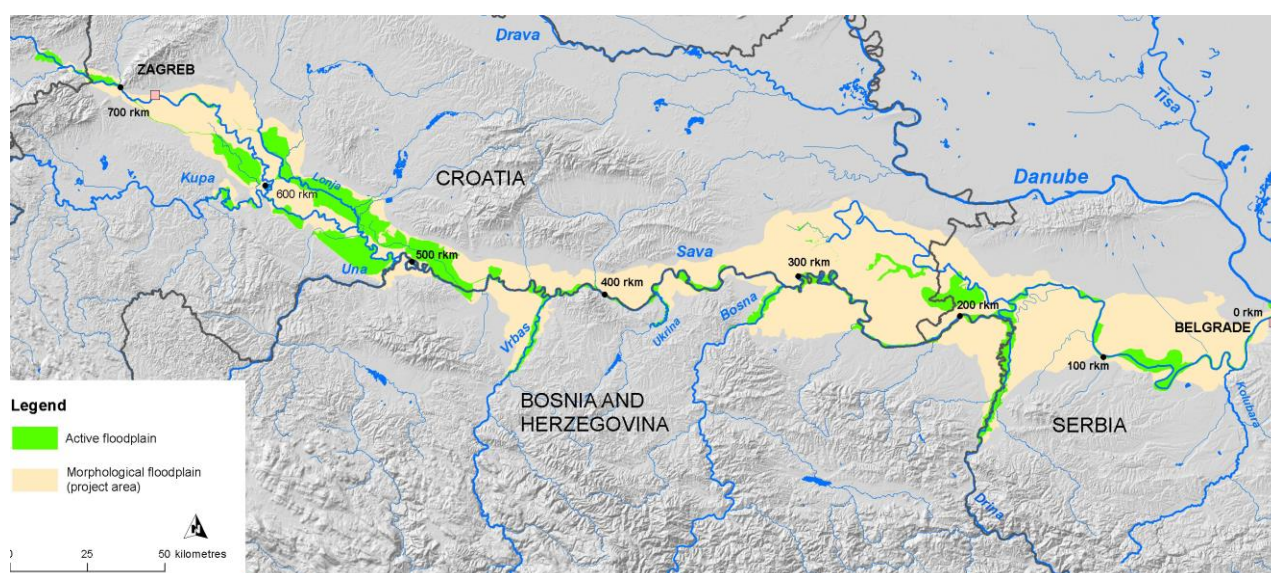 Drava
ZAGREB
700 rkm
Tisa
Kupa
Lonja
600 rkm
CROATIA
Danube
Una
500 rkm
Sava
300 rkm
400 rkm
Bosna
200 rkm
0 rkm
BELGRADE
Vrbas
Ukrina
100 rkm
Kolubara
BOSNIA AND
HERZEGOVINA
SERBIA
Drina
Legend
Active floodplain
Morphological floodplain
(project area)
N
0 25 50 kilometres